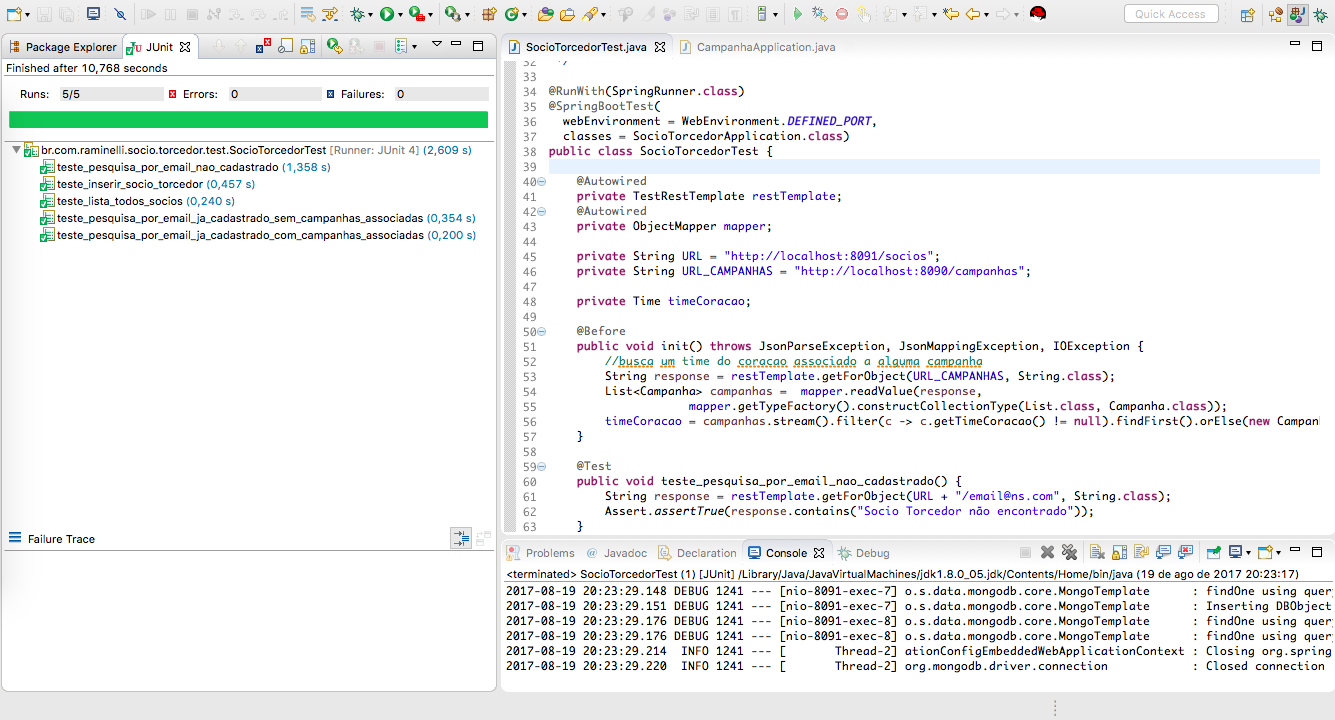 Quick Access
Package Explorer
JUnit
Finished after 10,768 seconds
Runs: 5/5 Errors: 0 Failures: 0
br.com.raminelli.socio.torcedor.test.SocioTorcedorTest [Runner: JUnit 4] (2,609 s)
teste_pesquisa_por_email_nao_cadastrado (1,358 s)
teste_inserir_socio_torcedor (0,457 s)
teste_lista_todos_socios (0,240 s)
teste_pesquisa_por_email_ja_cadastrado_sem_campanhas_associadas (0,354 s)
teste_pesquisa_por_email_ja_cadastrado_com_campanhas_associadas (0,200 s)
Failure Trace
SocioTorcedorTest.java
CampanhaApplication.java
32 */
33
34 @RunWith(SpringRunner.class)
35 @SpringBootTest(
36 webEnvironment = WebEnvironment.DEFINED_PORT,
37 classes = SocioTorcedorApplication.class)
38 public class SocioTorcedorTest {
39
40 @Autowired
41 private TestRestTemplate restTemplate;
42 @Autowired
43 private ObjectMapper mapper;
44
45 private String URL = "http://localhost:8091/socios";
46 private String URL_CAMPANHAS = "http://localhost:8090/campanhas";
47
48 private Time timeCoracao;
49
50 @Before
51 public void init() throws JsonParseException, JsonMappingException, IOException {
52 //busca um time do coracao associado a alguma campanha
53 String response = restTemplate.getForObject(URL_CAMPANHAS, String.class);
54 List<Campanha> campanhas = mapper.readValue(response,
55 mapper.getTypeFactory().constructCollectionType(List.class, Campanha.class));
56 timeCoracao = campanhas.stream().filter(c -> c.getTimeCoracao() != null).findFirst().orElse(new Campanh
57 }
58
59 @Test
60 public void teste_pesquisa_por_email_nao_cadastrado() {
61 String response = restTemplate.getForObject(URL + "/email@ns.com", String.class);
62 Assert.assertTrue(response.contains("Socio Torcedor não encontrado"));
63 }
Problems @ Javadoc Declaration Console Debug
<terminated> SocioTorcedorTest (1) [JUnit] /Library/Java/JavaVirtualMachines/jdk1.8.0_05.jdk/Contents/Home/bin/java (19 de ago de 2017 20:23:17)
2017-08-19 20:23:29.148 DEBUG 1241 --- [nio-8091-exec-7] o.s.data.mongodb.core.MongoTemplate : findOne using quer
2017-08-19 20:23:29.151 DEBUG 1241 --- [nio-8091-exec-7] o.s.data.mongodb.core.MongoTemplate : Inserting DBObject
2017-08-19 20:23:29.176 DEBUG 1241 --- [nio-8091-exec-8] o.s.data.mongodb.core.MongoTemplate : findOne using quer
2017-08-19 20:23:29.176 DEBUG 1241 --- [nio-8091-exec-8] o.s.data.mongodb.core.MongoTemplate : findOne using quer
2017-08-19 20:23:29.214 INFO 1241 --- [ Thread-2] ationConfigEmbeddedWebApplicationContext : Closing org.spring
2017-08-19 20:23:29.220 INFO 1241 --- [ Thread-2] org.mongodb.driver.connection : Closed connection